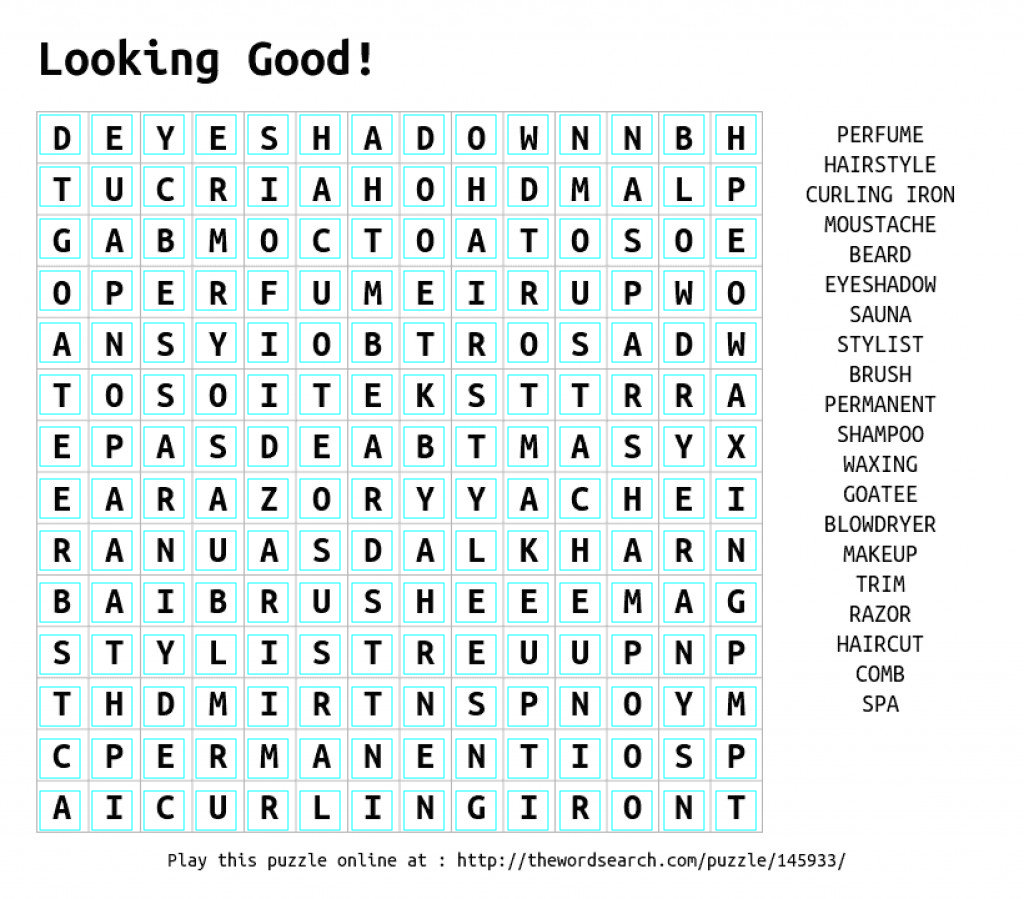 Looking Good!
D E Y E S H A D O W N N B H
T U C R I A H O H D M A L P
G A B M O C T O A T O S O E
O P E R F U M E I R U P W O
A N S Y I O B T R O S A D W
T O S O I T E K S T T R R A
E P A S D E A B T M A S Y X
E A R A Z O R Y Y A C H E I
R A N U A S D A L K H A R N
B A I B R U S H E E E M A G
S T Y L I S T R E U U P N P
T H D M I R T N S P N O Y M
C P E R M A N E N T I O S P
A I C U R L I N G I R O N T
PERFUME
HAIRSTYLE
CURLING IRON
MOUSTACHE
BEARD
EYESHADOW
SAUNA
STYLIST
BRUSH
PERMANENT
SHAMPOO
WAXING
GOATEE
BLOWDRYER
MAKEUP
TRIM
RAZOR
HAIRCUT
COMB
SPA
Play this puzzle online at : http://thewordsearch.com/puzzle/145933/